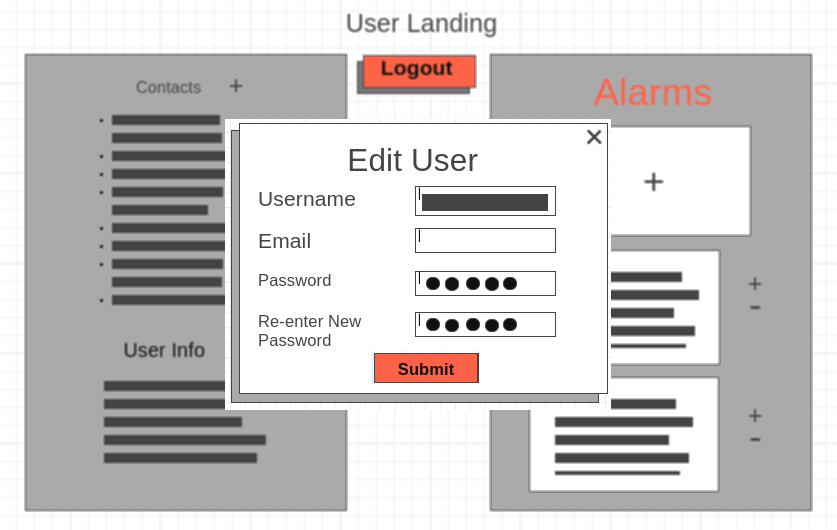 User Landing
Logout
Contacts +
Alarms
Edit User
Username
Email
Password
Re-enter New
Password
Submit
User Info